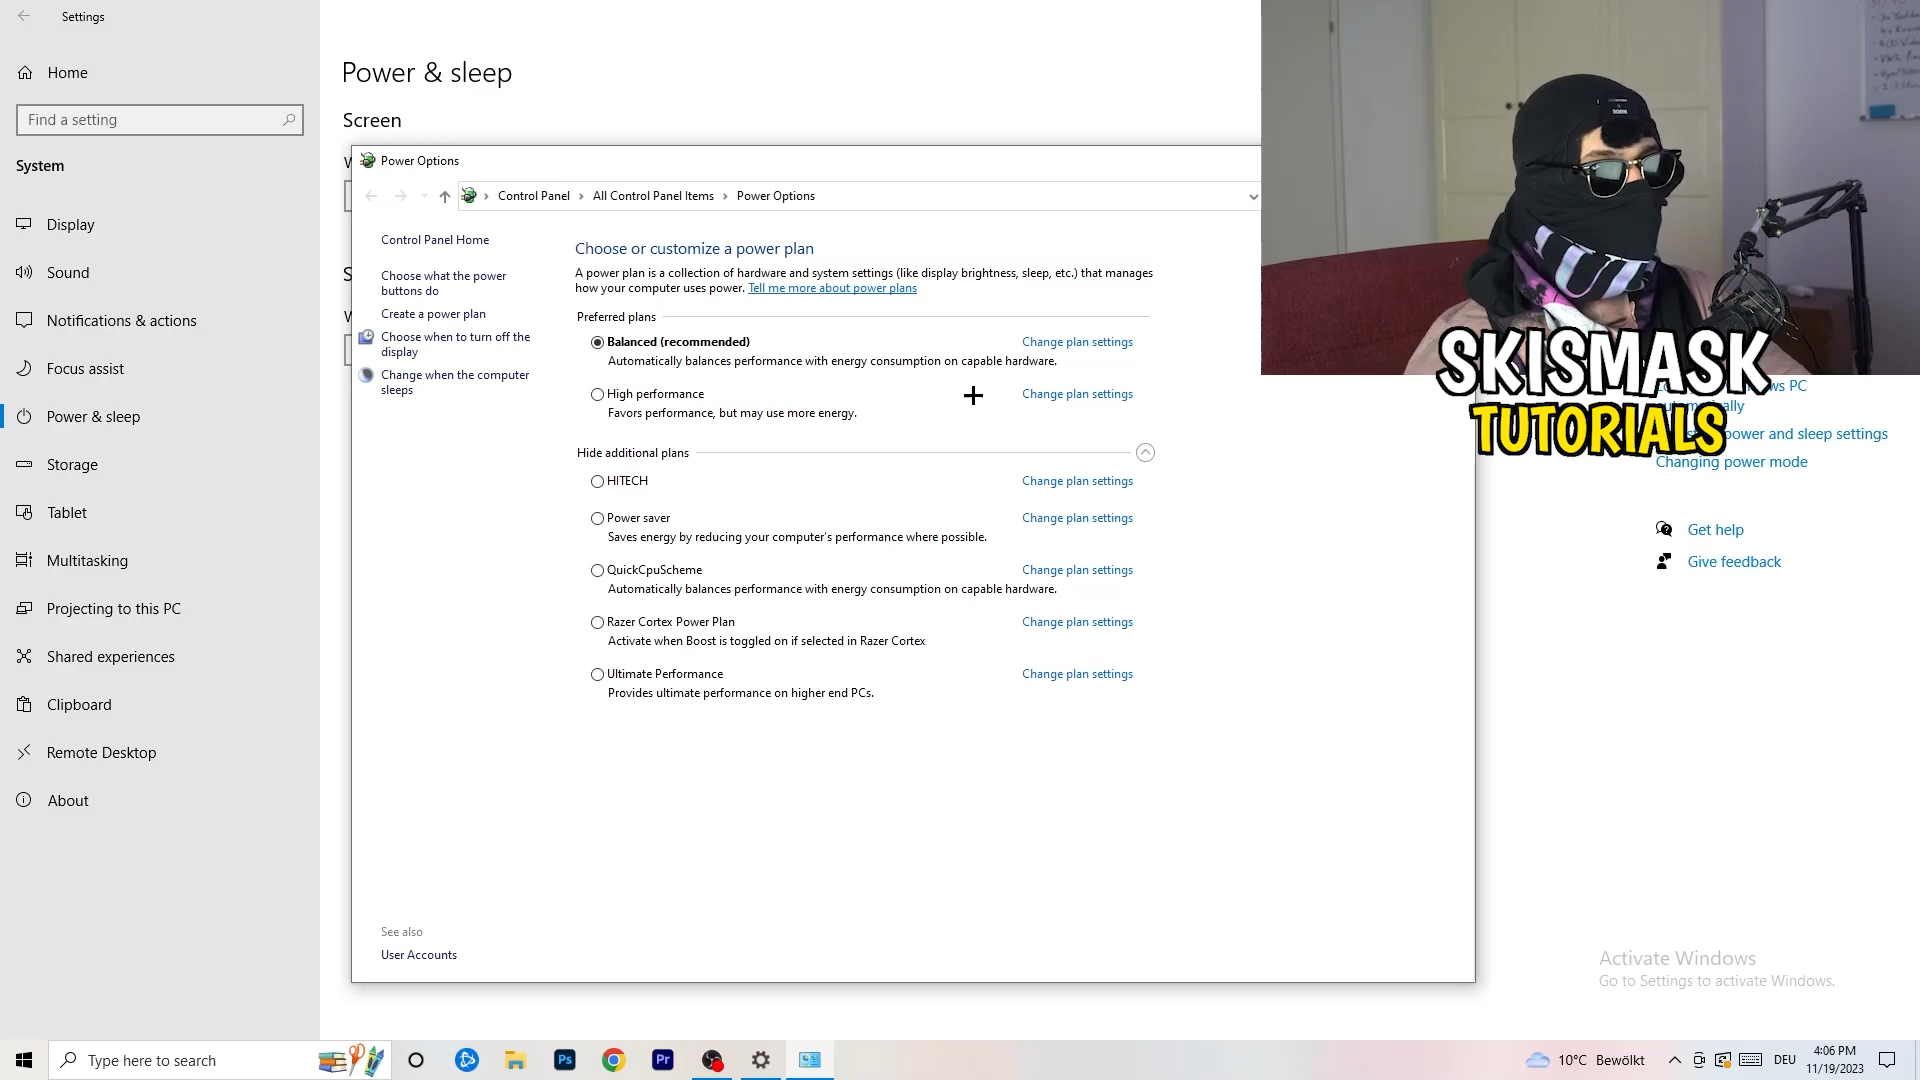 Settings
Home
Find a setting
System
Display
Sound
Notifications & actions
Focus assist
Power & sleep
Storage
Tablet
Multitasking
Projecting to this PC
Shared experiences
Clipboard
Remote Desktop
About
Power & sleep
Screen
Power Options
Control Panel > All Control Panel Items > Power Options
Control Panel Home
Choose what the power
buttons do
Create a power plan
Choose when to turn off the
display
Change when the computer
sleeps
See also
User Accounts
Choose or customize a power plan
A power plan is a collection of hardware and system settings (like display brightness, sleep, etc.) that manages
how your computer uses power. Tell me more about power plans
Preferred plans
Balanced (recommended) Change plan settings
Automatically balances performance with energy consumption on capable hardware.
High performance Change plan settings
Favors performance, but may use more energy.
Hide additional plans
HITECH Change plan settings
Power saver Change plan settings
Saves energy by reducing your computer's performance where possible.
QuickCpuScheme Change plan settings
Automatically balances performance with energy consumption on capable hardware.
Razer Cortex Power Plan Change plan settings
Activate when Boost is toggled on if selected in Razer Cortex
Ultimate Performance Change plan settings
Provides ultimate performance on higher end PCs.
SKISMASK
TUTORIALS
PC
power and sleep settings
Changing power mode
Get help
Give feedback
Activate Windows
Go to Settings to activate Windows.
Type here to search
Ps
Pr
10°C Bewölkt
DEU
4:06 PM
11/19/2023